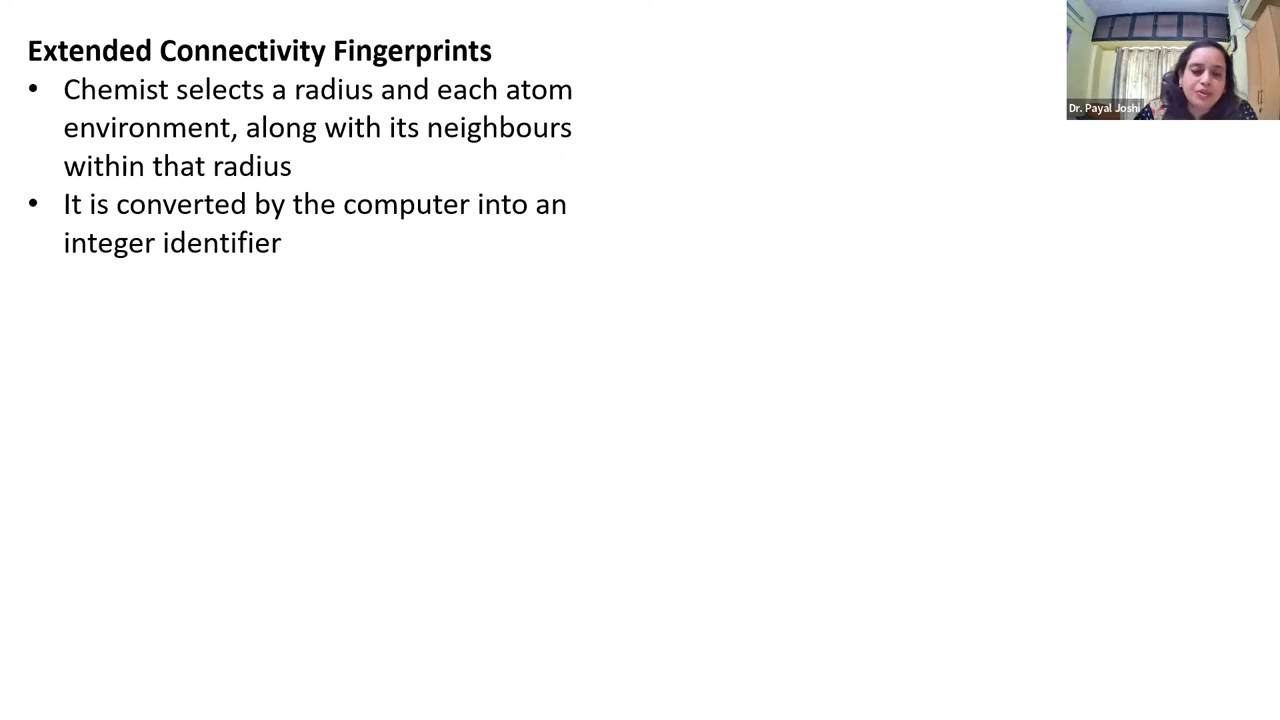 Extended Connectivity Fingerprints
• Chemist selects a radius and each atom
environment, along with its neighbours
within that radius
• It is converted by the computer into an
integer identifier
Dr. Payal Joshi